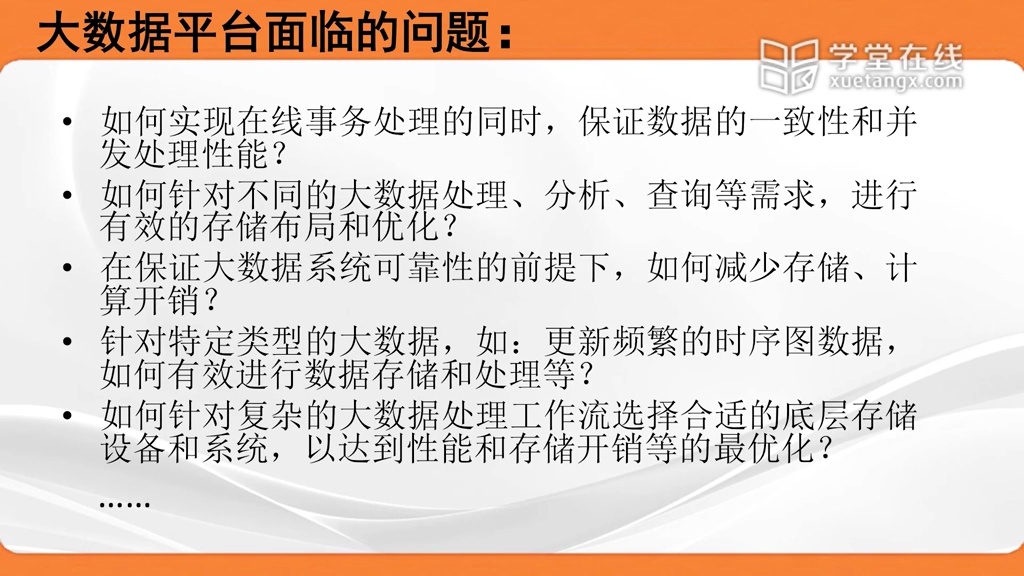 大数据平台面临的问题：
学堂在线
xuetangx.com
• 如何实现在线事务处理的同时，保证数据的一致性和并
发处理性能？
• 如何针对不同的大数据处理、分析、查询等需求，进行
有效的存储布局和优化？
• 在保证大数据系统可靠性的前提下，如何减少存储、计
算开销？
• 针对特定类型的大数据，如：更新频繁的时序图数据，
如何有效进行数据存储和处理等？
• 如何针对复杂的大数据处理工作流选择合适的底层存储
设备和系统，以达到性能和存储开销等的最优化？
……